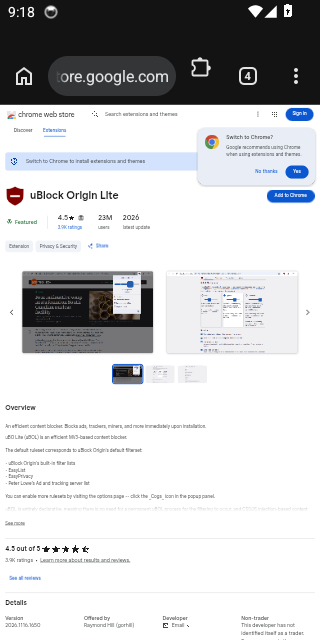 9:18
ore.google.com
4
chrome web store
Search extensions and themes
Sign in
Discover
Extensions
Switch to Chrome?
Google recommends using Chrome when using extensions and themes
No thanks
Yes
Switch to Chrome to install extensions and themes
uBlock Origin Lite
Add to Chrome
Featured
4.5★
3.9K ratings
23M
users
2026
latest update
Extension
Privacy & Security
Share
Overview
An efficient content blocker. Blocks ads, trackers, miners, and more immediately upon installation.
uBO Lite (uBOL) is an efficient MV3-based content blocker.
The default ruleset corresponds to uBlock Origin's default filterset:
- uBlock Origin's built-in filter lists
- EasyList
- EasyPrivacy
- Peter Lowe's Ad and tracking server list
You can enable more rulesets by visiting the options page -- click the _Cogs_ icon in the popup panel.
See more
4.5 out of 5
3.9K ratings • Learn more about results and reviews.
See all reviews
Details
Version
2026.1116.1650
Offered by
Raymond Hill (gorhill)
Developer
Email
Non-trader
This developer has not identified itself as a trader.